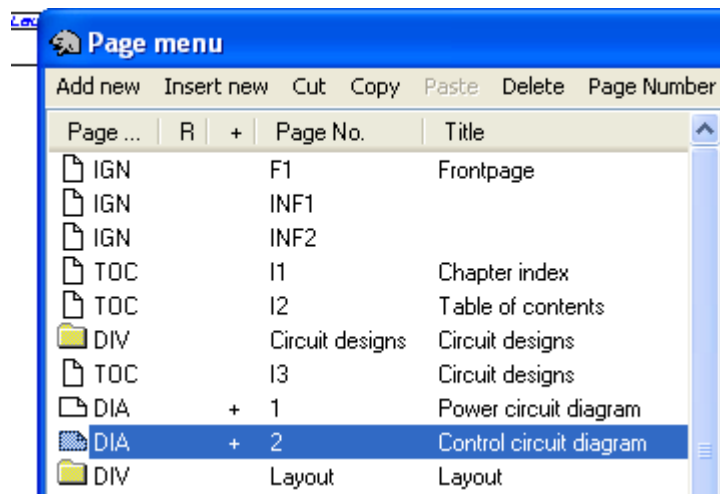 Page menu
Add new Insert new Cut Copy Paste Delete Page Number
Page ... R + Page No. Title
IGN F1 Frontpage
IGN INF1
IGN INF2
TOC I1 Chapter index
TOC I2 Table of contents
DIV Circuit designs Circuit designs
TOC I3 Circuit designs
DIA + 1 Power circuit diagram
DIA + 2 Control circuit diagram
DIV Layout Layout